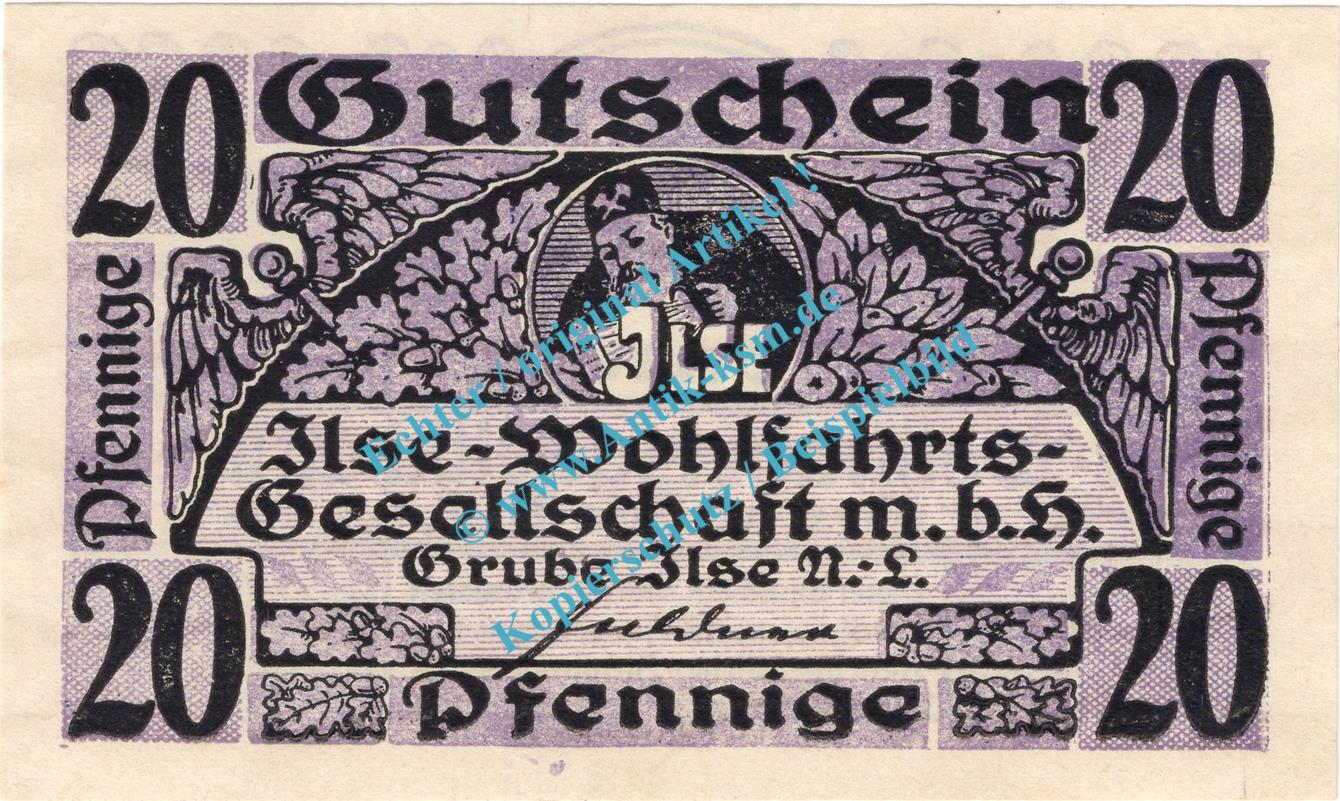 20 Gutschein 20
Pfennige
Pfennige
Ilse-Wohlfahrts-
Gesellschaft m.b.H.
Grube Ilse N.-L.
20 Pfennige 20
Echter / original Artikel !
© www.Antik-ksm.de
Kopierschutz / Beispielbild